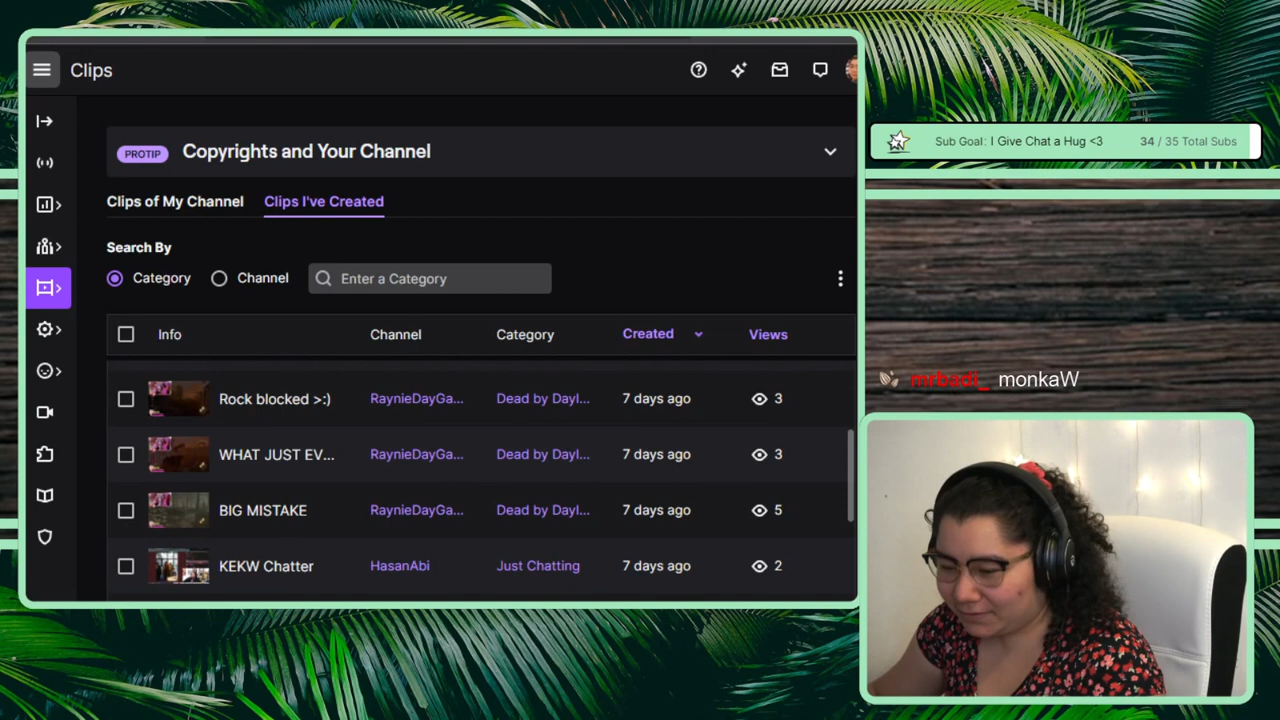 Clips
PROTIP Copyrights and Your Channel
Clips of My Channel Clips I've Created
Search By
Category Channel Enter a Category
Info Channel Category Created Views
Rock blocked >:) RaynieDayGa... Dead by Dayl... 7 days ago 3
WHAT JUST EV... RaynieDayGa... Dead by Dayl... 7 days ago 3
BIG MISTAKE RaynieDayGa... Dead by Dayl... 7 days ago 5
KEKW Chatter HasanAbi Just Chatting 7 days ago 2
Sub Goal: I Give Chat a Hug <3 34 / 35 Total Subs
mrbadi_ monkaW